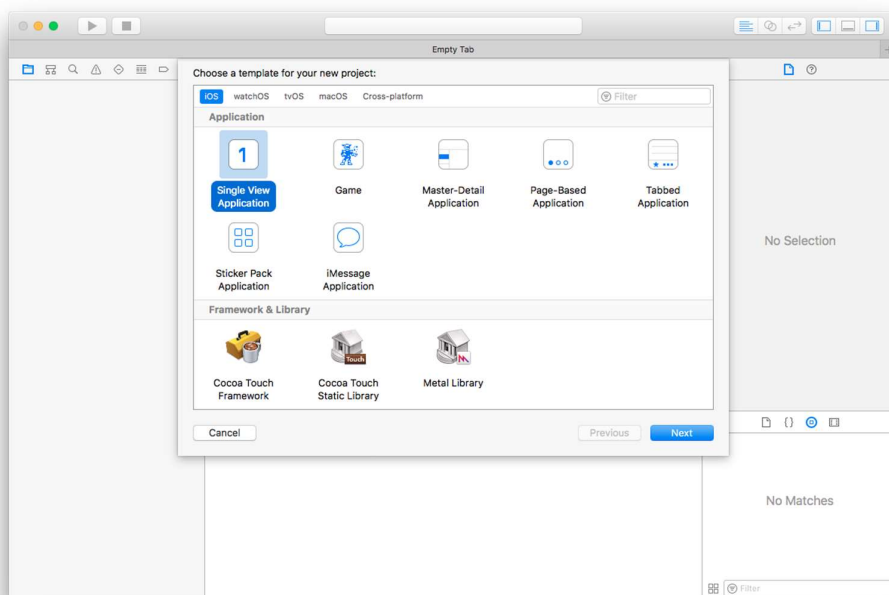 Empty Tab
Choose a template for your new project:
iOS watchOS tvOS macOS Cross-platform Filter
Application
1
Single View
Application
Game
Master-Detail
Application
Page-Based
Application
Tabbed
Application
Sticker Pack
Application
iMessage
Application
Framework & Library
Cocoa Touch
Framework
Touch
Cocoa Touch
Static Library
Metal Library
Cancel Previous Next
No Selection
{}
No Matches
Filter